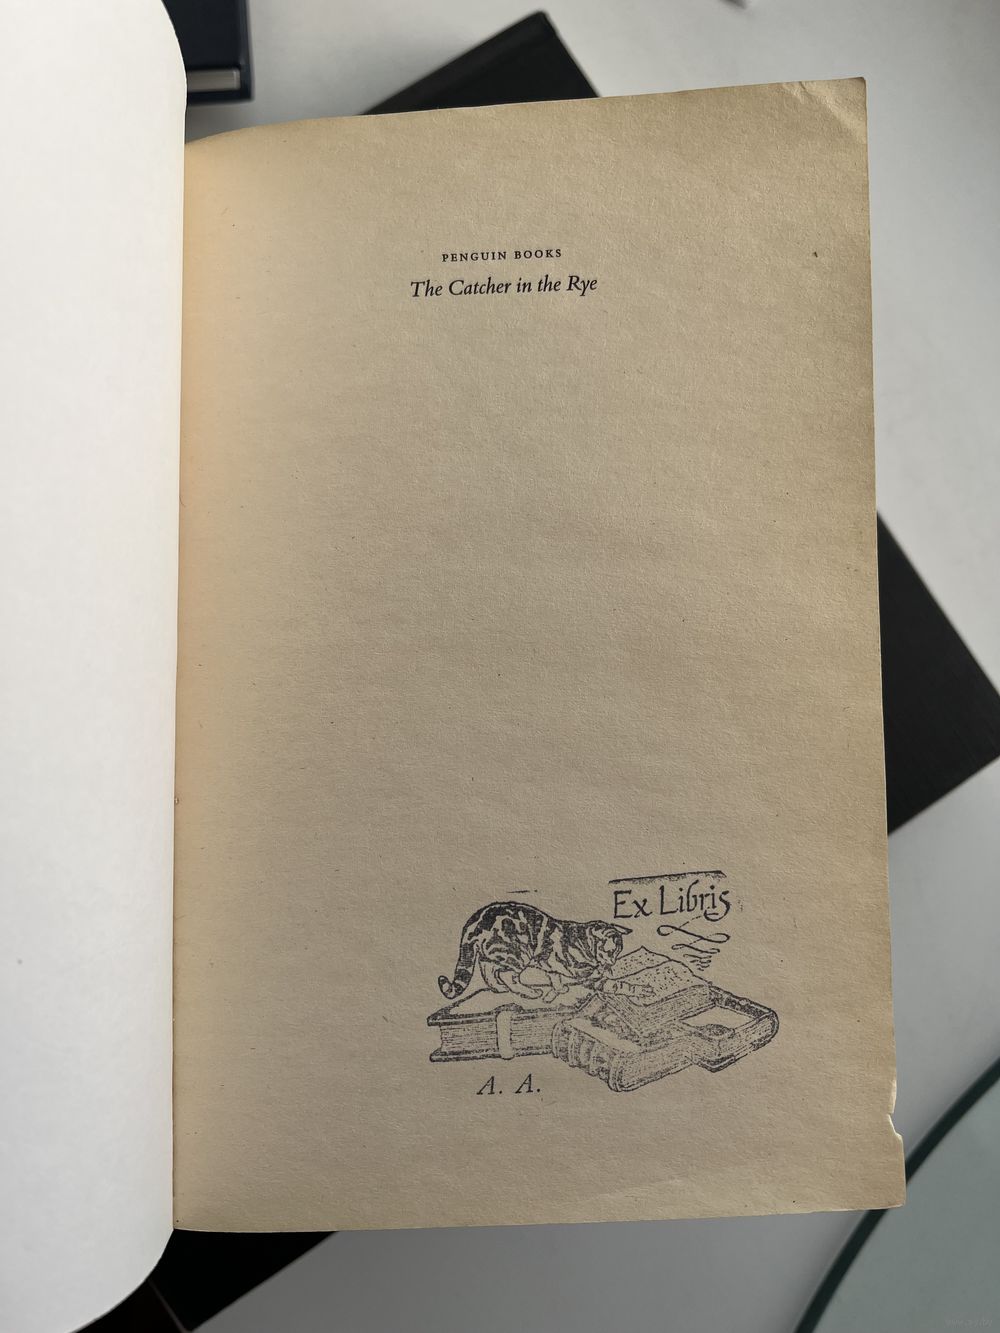 PENGUIN BOOKS
The Catcher in the Rye
Ex Libris
A. A.